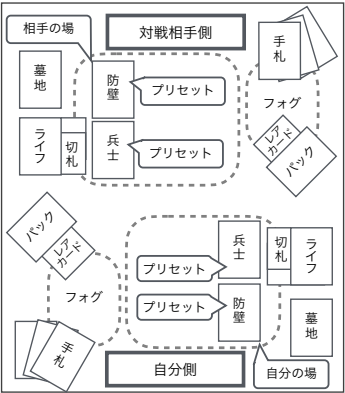 相手の場
対戦相手側
手札
墓地
防壁
プリセット
フォグ
ライフ
切札
兵士
プリセット
レアカード
パック
パック
レアカード
兵士
切札
ライフ
プリセット
フォグ
プリセット
防壁
墓地
手札
自分側
自分の場